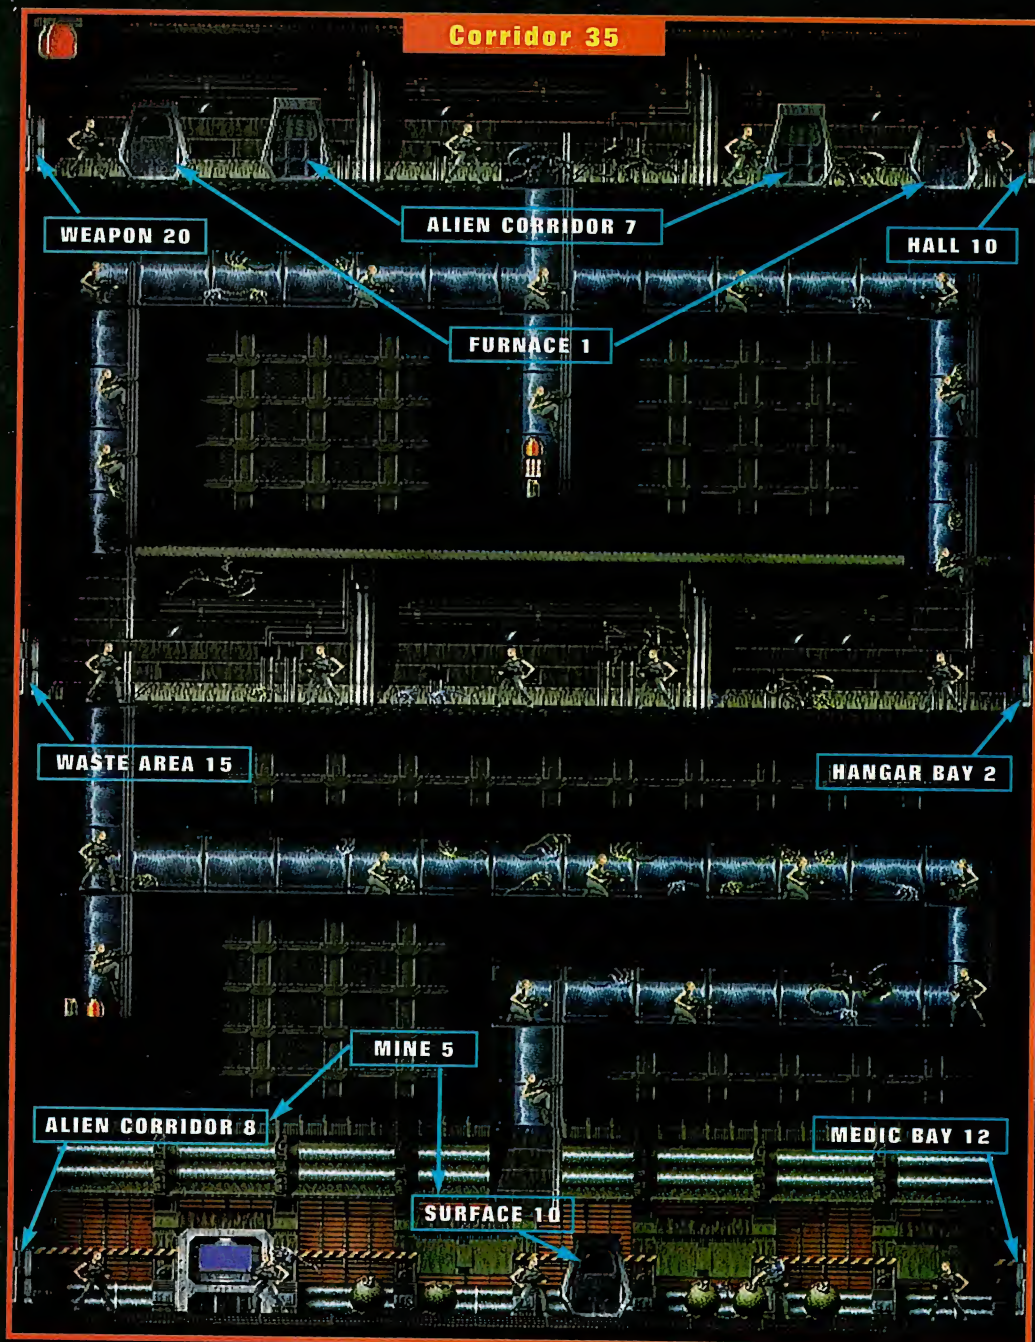 Corridor 35
WEAPON 20
ALIEN CORRIDOR 7
HALL 10
FURNACE 1
WASTE AREA 15
HANGAR BAY 2
MINE 5
ALIEN CORRIDOR 8
MEDIC BAY 12
SURFACE 10